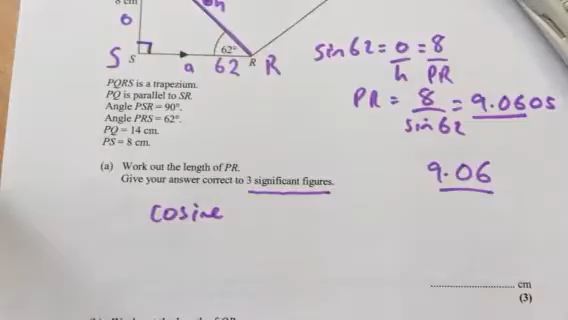 8 cm
o
h
S S a 62 62° R R
sin 62 = o/h = 8/PR
PQRS is a trapezium.
PQ is parallel to SR.
Angle PSR = 90°.
Angle PRS = 62°.
PQ = 14 cm.
PS = 8 cm.
PR = 8/sin 62 = 9.0605
(a) Work out the length of PR.
Give your answer correct to 3 significant figures.
9.06
cosine
.............................. cm
(3)